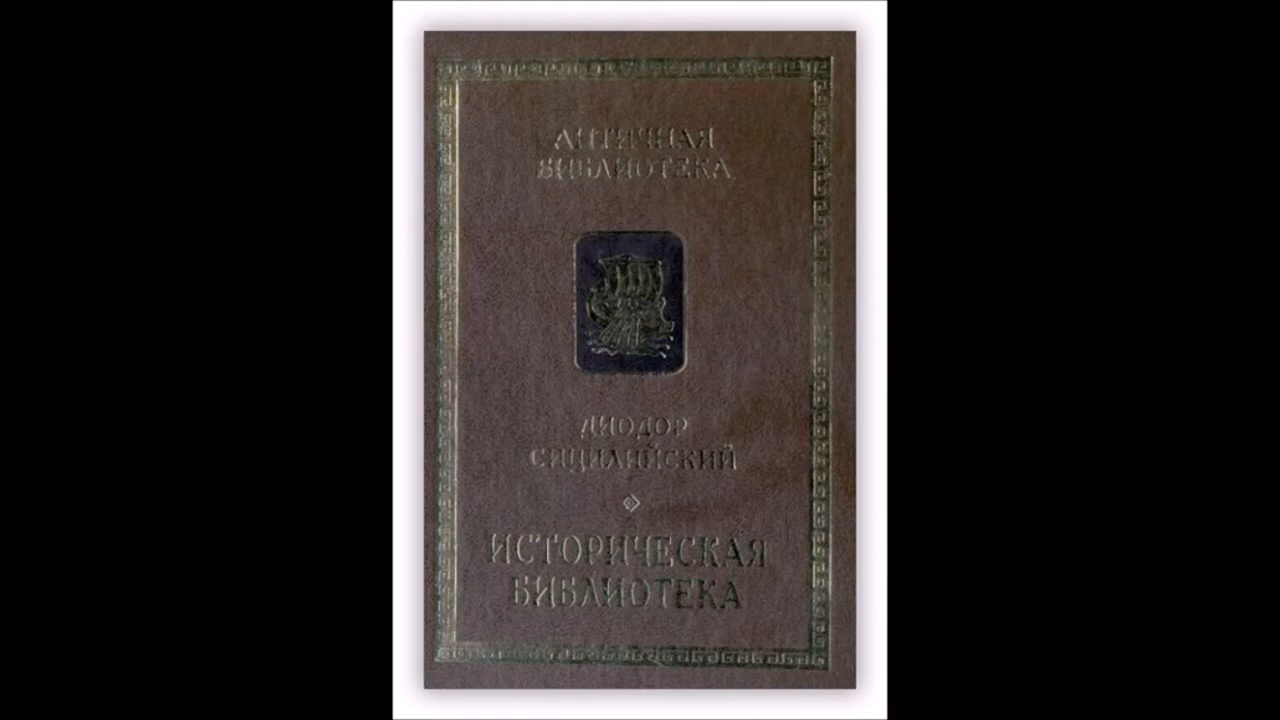 АНТИЧНАЯ
БИБЛИОТЕКА
ДИОДОР
СИЦИЛИЙСКИЙ
ИСТОРИЧЕСКАЯ
БИБЛИОТЕКА